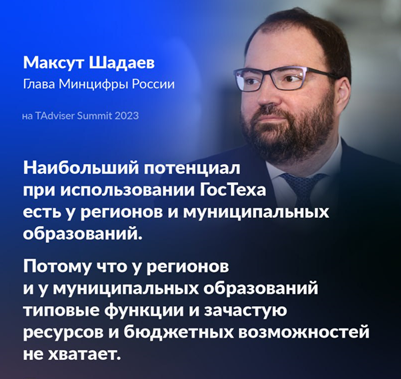 Максут Шадаев
Глава Минцифры России
на TAdviser Summit 2023
Наибольший потенциал
при использовании ГосТеха
есть у регионов и муниципальных
образований.
Потому что у регионов
и у муниципальных образований
типовые функции и зачастую
ресурсов и бюджетных возможностей
не хватает.